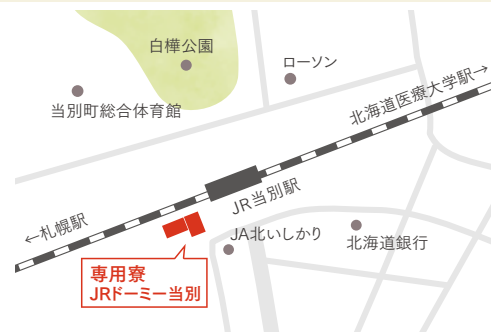 白樺公園
ローソン
当別町総合体育館
北海道医療大学駅→
JR当別駅
←札幌駅
JA北いしかり
北海道銀行
専用寮
JRドーミー当別